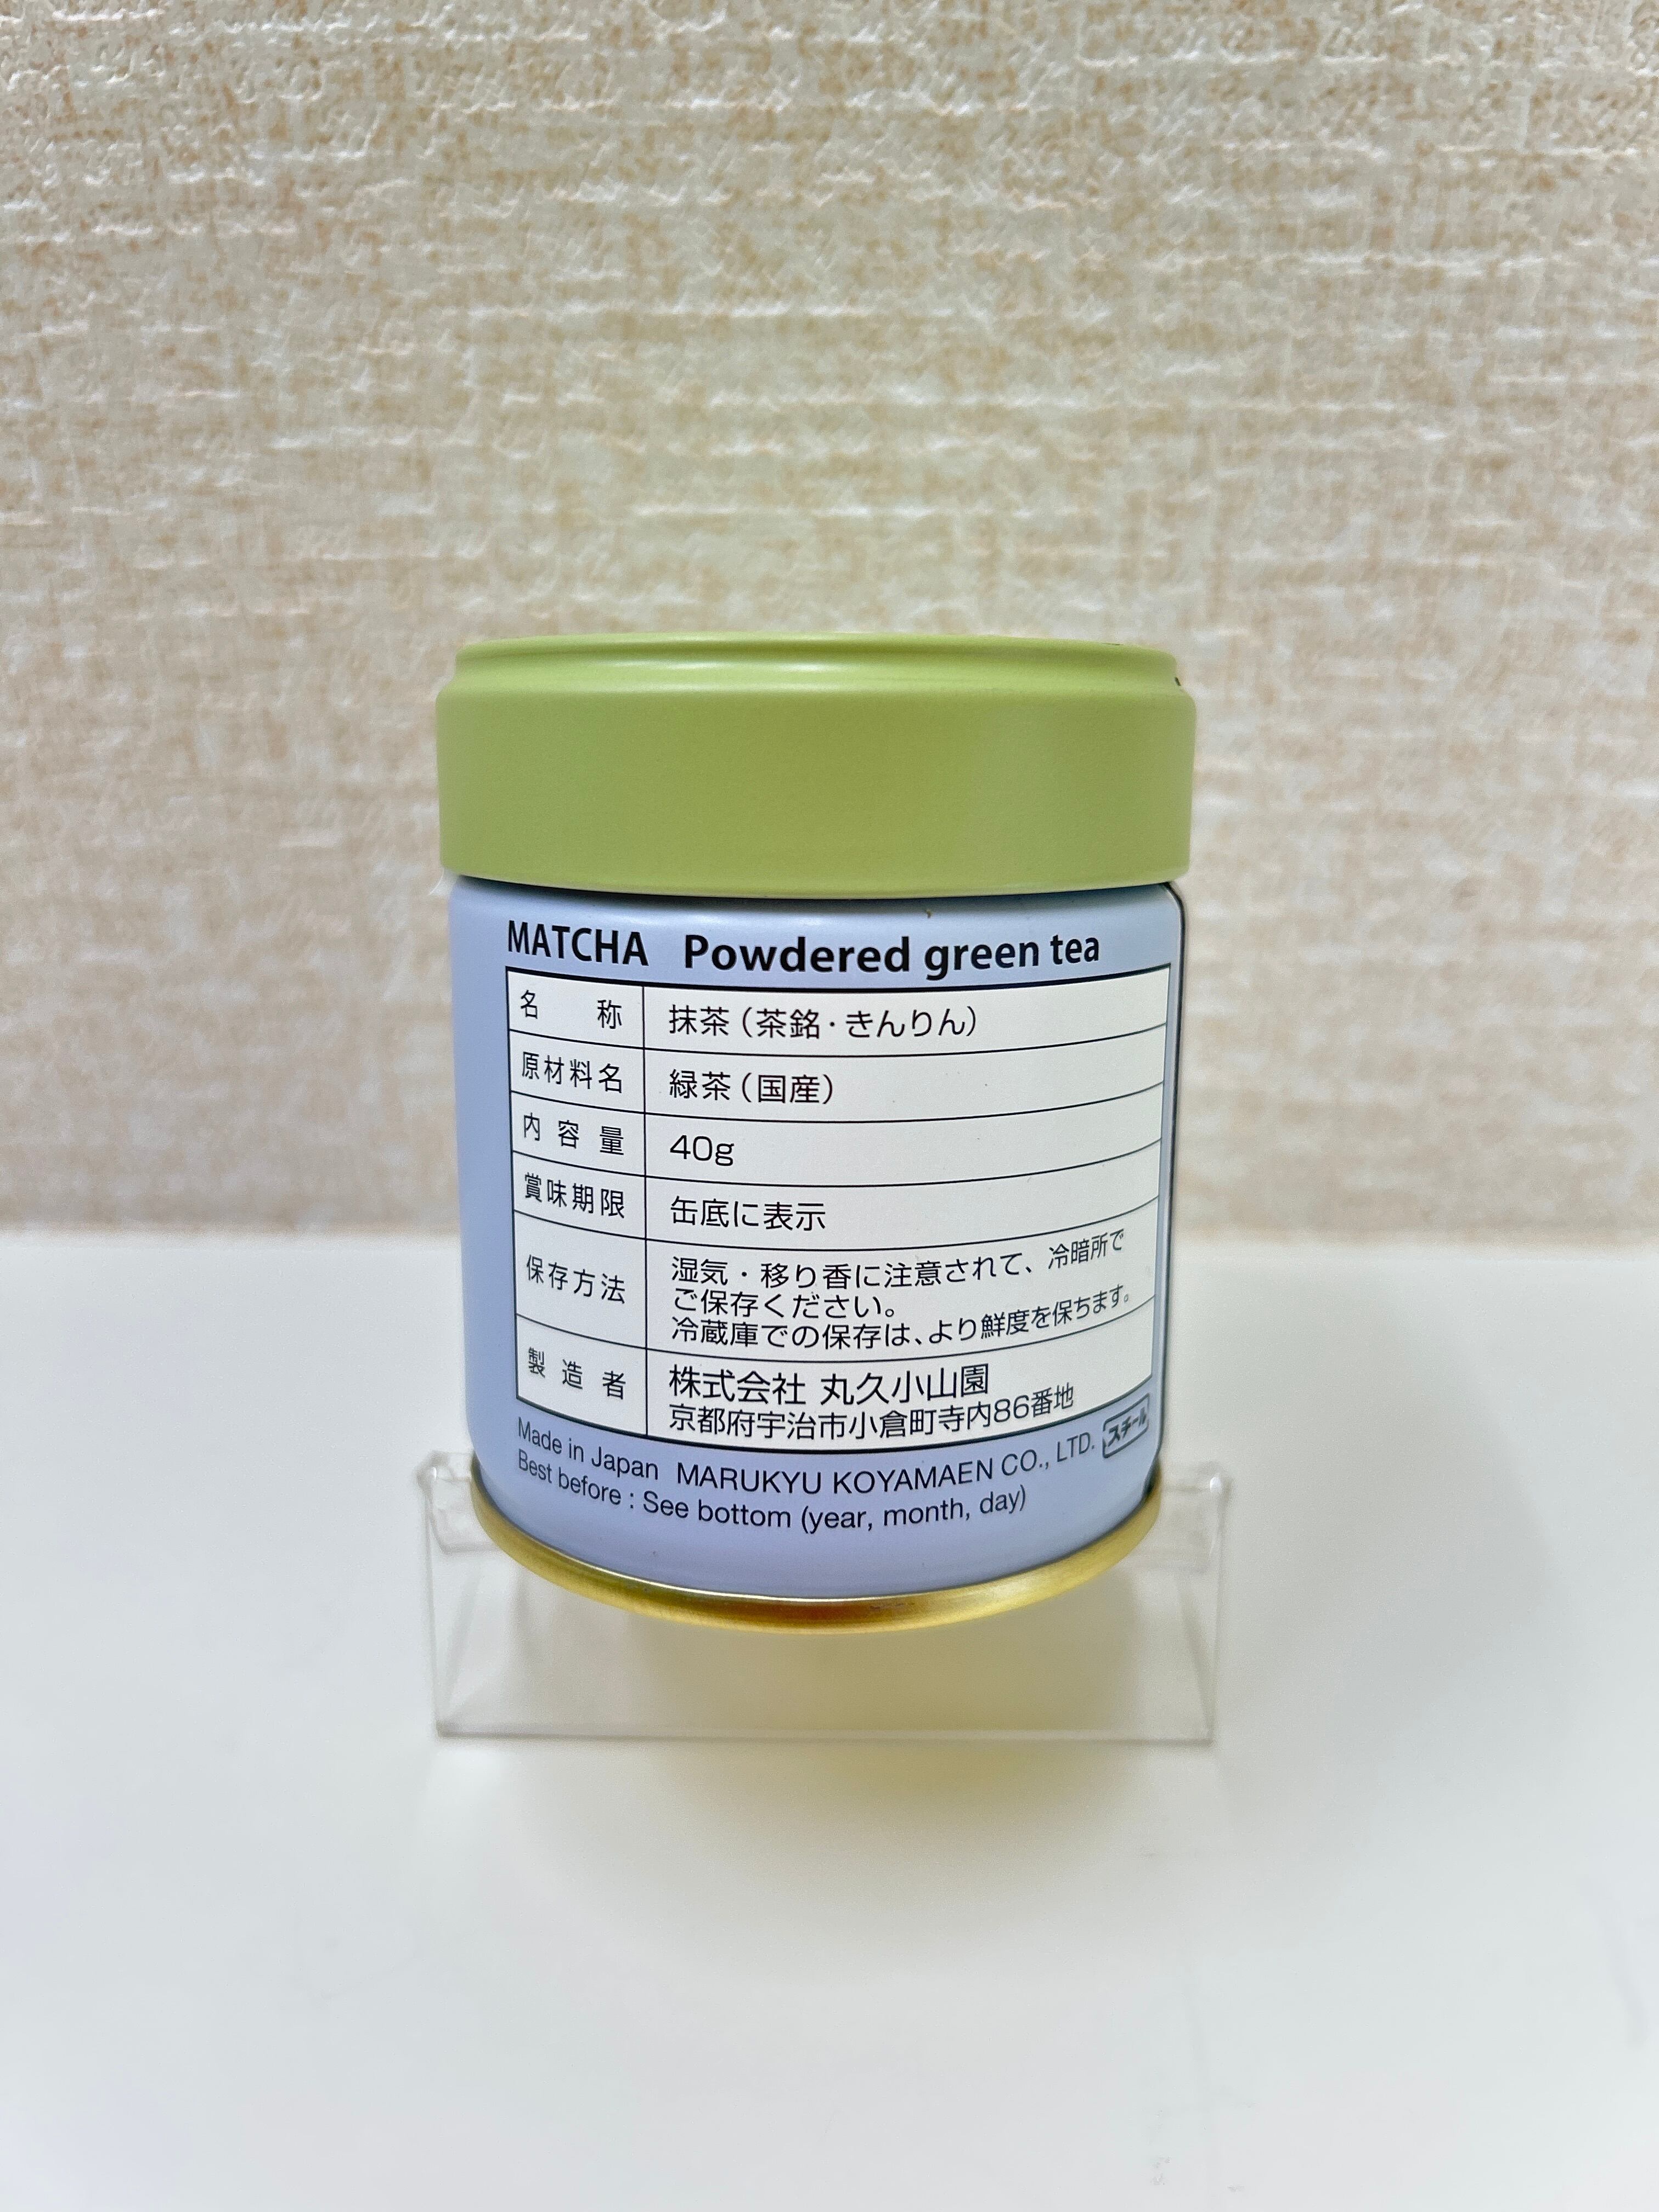 MATCHA Powdered green tea
名称 抹茶（茶銘・きんりん）
原材料名 緑茶（国産）
内容量 40g
賞味期限 缶底に表示
保存方法 湿気・移り香に注意されて、冷暗所で
ご保存ください。
冷蔵庫での保存は、より鮮度を保ちます。
製造者 株式会社 丸久小山園
京都府宇治市小倉町寺内86番地
Made in Japan MARUKYU KOYAMAEN CO., LTD. スチール
Best before : See bottom (year, month, day)